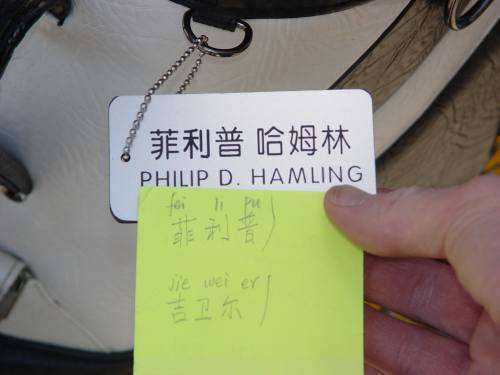 菲利普 哈姆林
PHILIP D. HAMLING
fei li pu
菲利普)
jie wei er
吉卫尔)